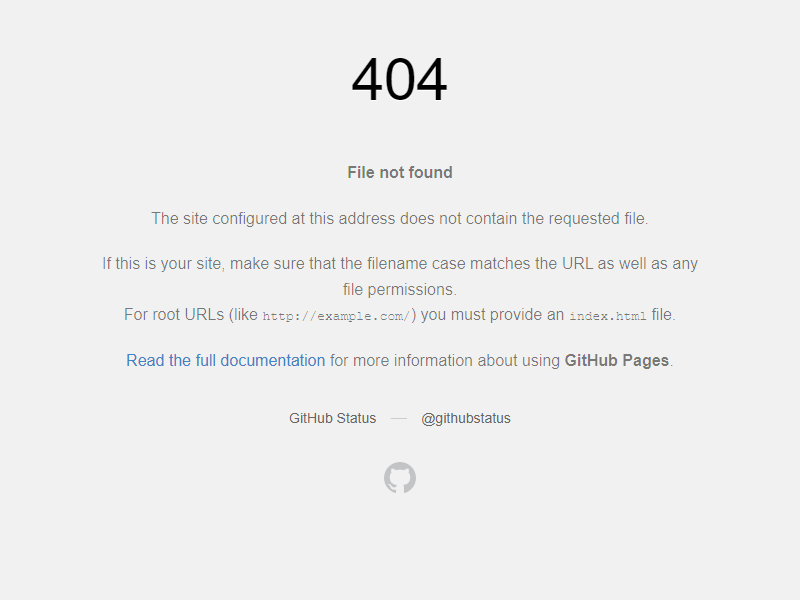 404
File not found
The site configured at this address does not contain the requested file.
If this is your site, make sure that the filename case matches the URL as well as any
file permissions.
For root URLs (like http://example.com/) you must provide an index.html file.
Read the full documentation for more information about using GitHub Pages.
GitHub Status — @githubstatus